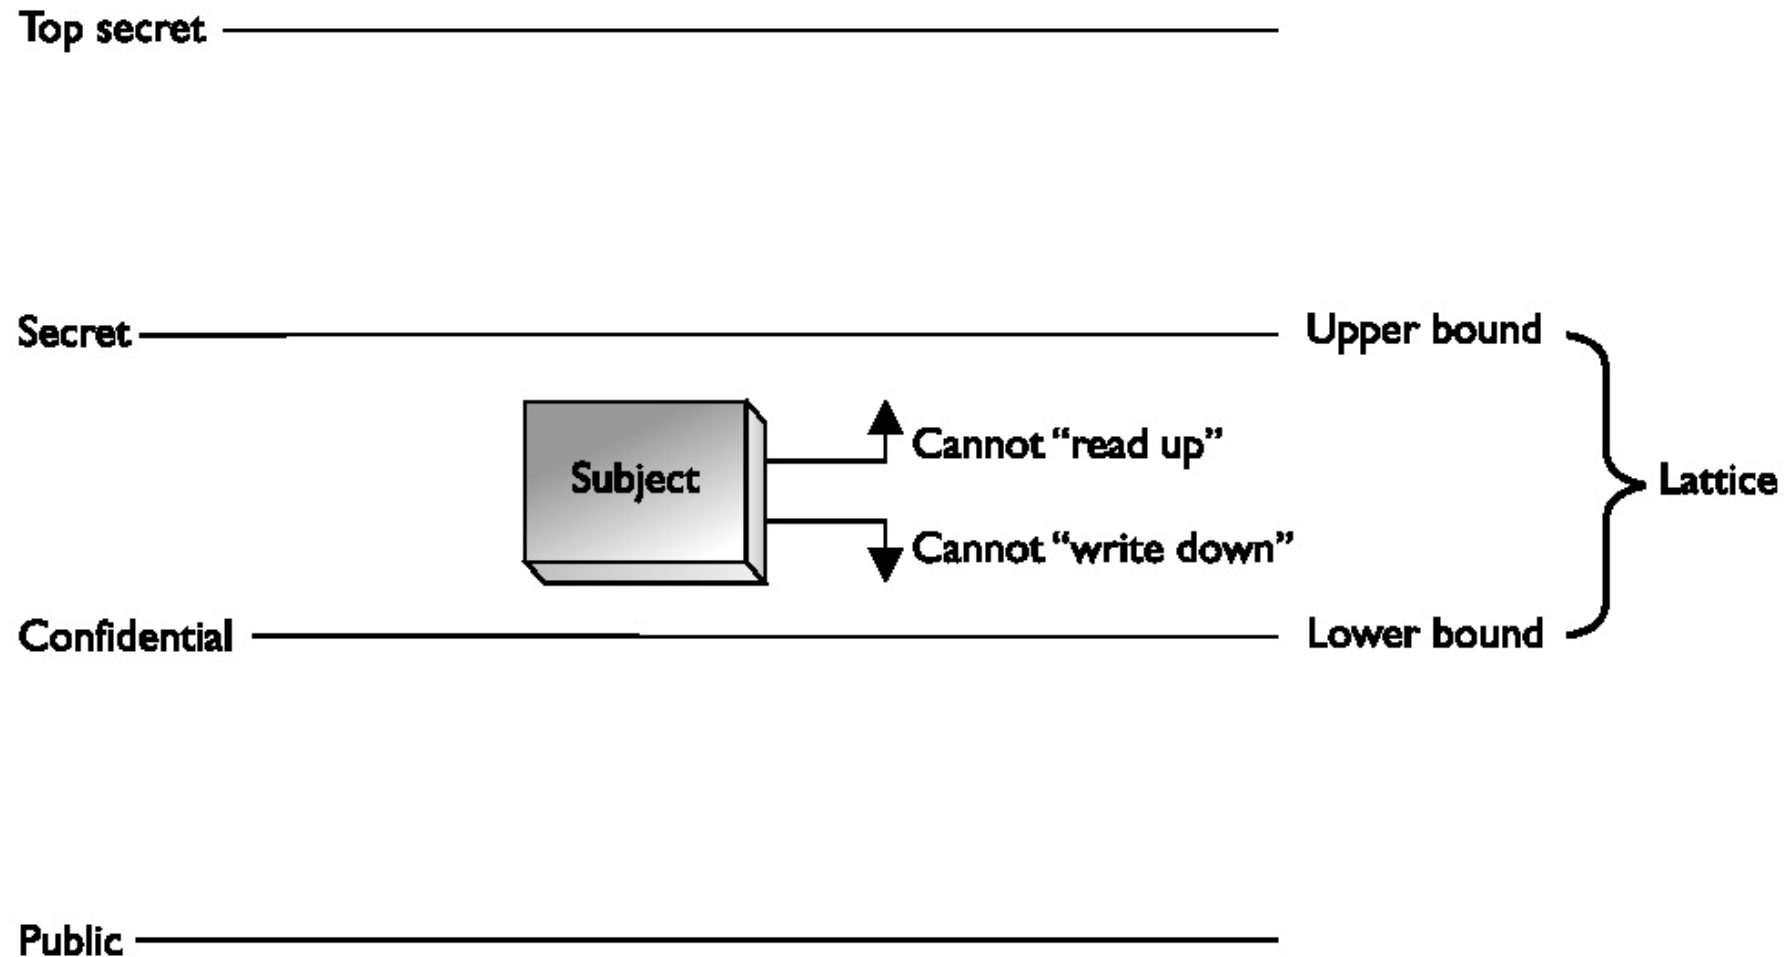 Top secret
Secret
Upper bound
Subject
Cannot “read up”
Lattice
Cannot “write down”
Confidential
Lower bound
Public